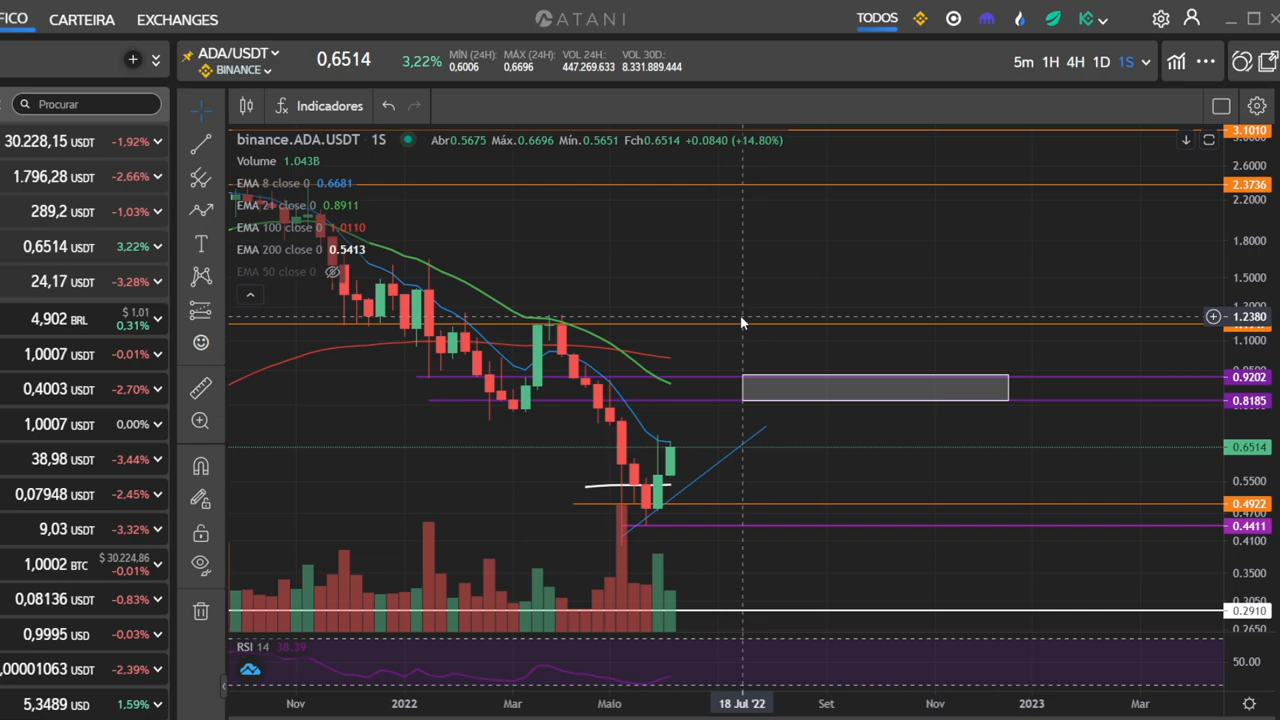 FICO CARTEIRA EXCHANGES
ATANI
TODOS
ADA/USDT
BINANCE
0,6514
3,22%
MÍN (24H): 0,6006
MÁX (24H): 0,6696
VOL 24H: 447.269.633
VOL 30D: 8.331.889.444
5m 1H 4H 1D 1S
Procurar
Indicadores
30.228,15 USDT -1,92%
1.796,28 USDT -2.66%
289,2 USDT -1,03%
0,6514 USDT 3,22%
24,17 USDT -3,28%
4,902 BRL $ 1,01 0.31%
1,0007 USDT -0,01%
0,4003 USDT -2,70%
1,0007 USDT 0,00%
38,98 USDT -3,44%
0,07948 USDT -2,45%
9,03 USDT -3,32%
1,0002 BTC $ 30.224,86 -0,01%
0,08136 USDT -0,83%
0,9995 USD -0,03%
,00001063 USDT -2,39%
5,3489 USD 1,59%
binance.ADA.USDT · 1S Abr0.5675 Máx.0.6696 Mín.0.5651 Fch0.6514 +0.0840 (+14.80%)
Volume 1.043B
EMA 8 close 0 0.6681
EMA 21 close 0 0.8911
EMA 100 close 0 1.0110
EMA 200 close 0 0.5413
EMA 50 close 0
3.1010
2.6000
2.3736
2.2000
1.8000
1.5000
1.2380
1.1000
0.9202
0.8185
0.6514
0.5500
0.4922
0.4411
0.4100
0.3500
0.3050
0.2910
0.2650
RSI 14 38.39
50.00
Nov 2022 Mar Maio 18 Jul '22 Set Nov 2023 Mar